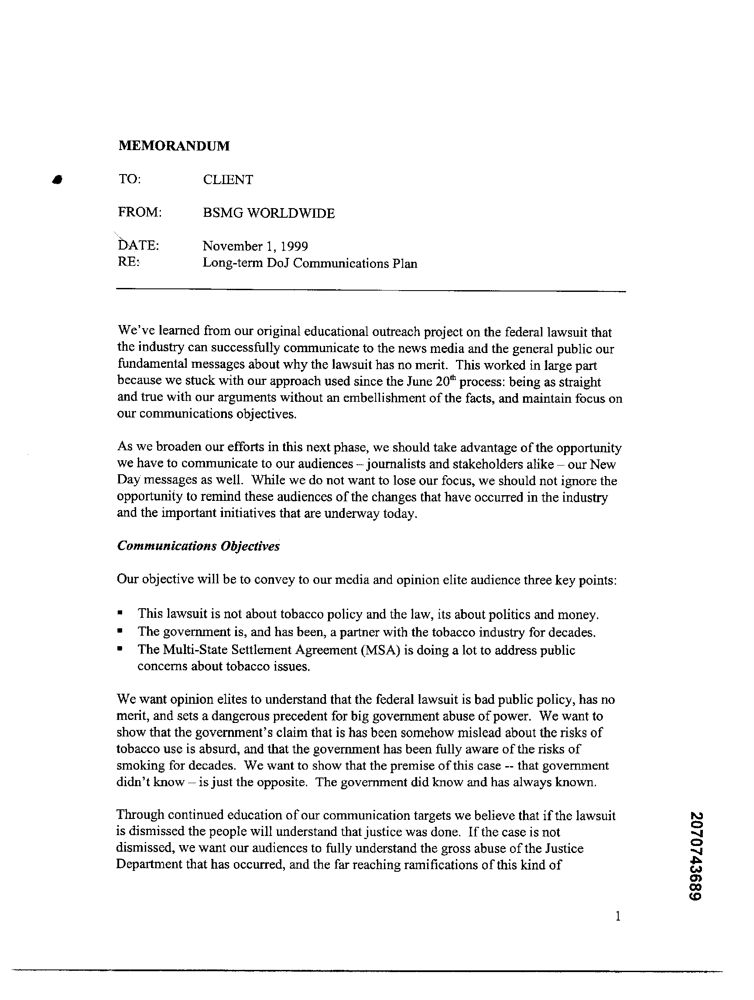 MEMORANDUM
TO: CLIENT
FROM: BSMG WORLDWIDE
DATE: November 1, 1999
RE: Long-term DoJ Communications Plan
We've learned from our original educational outreach project on the federal lawsuit that
the industry can successfully communicate to the news media and the general public our
fundamental messages about why the lawsuit has no merit. This worked in large part
because we stuck with our approach used since the June 20th process: being as straight
and true with our arguments without an embellishment of the facts, and maintain focus on
our communications objectives.
As we broaden our efforts in this next phase, we should take advantage of the opportunity
we have to communicate to our audiences – journalists and stakeholders alike – our New
Day messages as well. While we do not want to lose our focus, we should not ignore the
opportunity to remind these audiences of the changes that have occurred in the industry
and the important initiatives that are underway today.
Communications Objectives
Our objective will be to convey to our media and opinion elite audience three key points:
▪ This lawsuit is not about tobacco policy and the law, its about politics and money.
▪ The government is, and has been, a partner with the tobacco industry for decades.
▪ The Multi-State Settlement Agreement (MSA) is doing a lot to address public
concerns about tobacco issues.
We want opinion elites to understand that the federal lawsuit is bad public policy, has no
merit, and sets a dangerous precedent for big government abuse of power. We want to
show that the government's claim that is has been somehow mislead about the risks of
tobacco use is absurd, and that the government has been fully aware of the risks of
smoking for decades. We want to show that the premise of this case -- that government
didn't know – is just the opposite. The government did know and has always known.
Through continued education of our communication targets we believe that if the lawsuit
is dismissed the people will understand that justice was done. If the case is not
dismissed, we want our audiences to fully understand the gross abuse of the Justice
Department that has occurred, and the far reaching ramifications of this kind of
2070743689
1